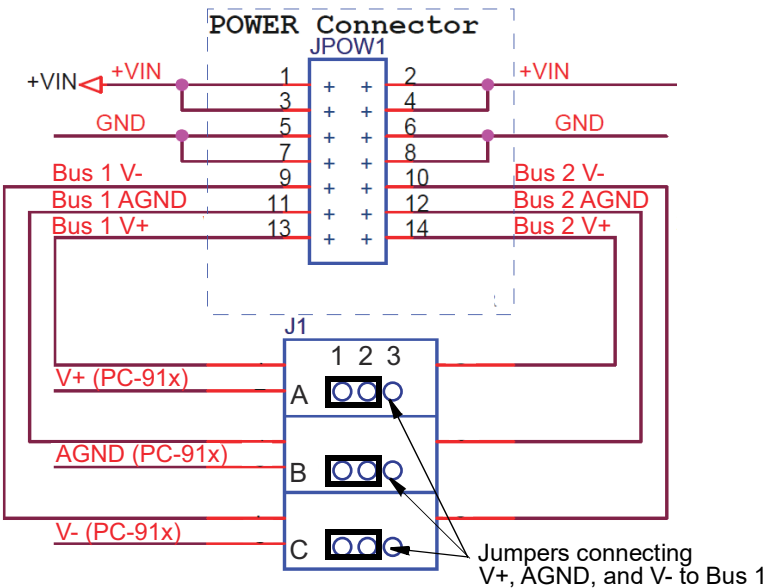 POWER Connector
JPOW1
+VIN +VIN 1 2 +VIN
3 4
GND 5 6 GND
7 8
Bus 1 V- 9 10 Bus 2 V-
Bus 1 AGND 11 12 Bus 2 AGND
Bus 1 V+ 13 14 Bus 2 V+
J1
1 2 3
V+ (PC-91x)
A
AGND (PC-91x)
B
V- (PC-91x)
C
Jumpers connecting
V+, AGND, and V- to Bus 1